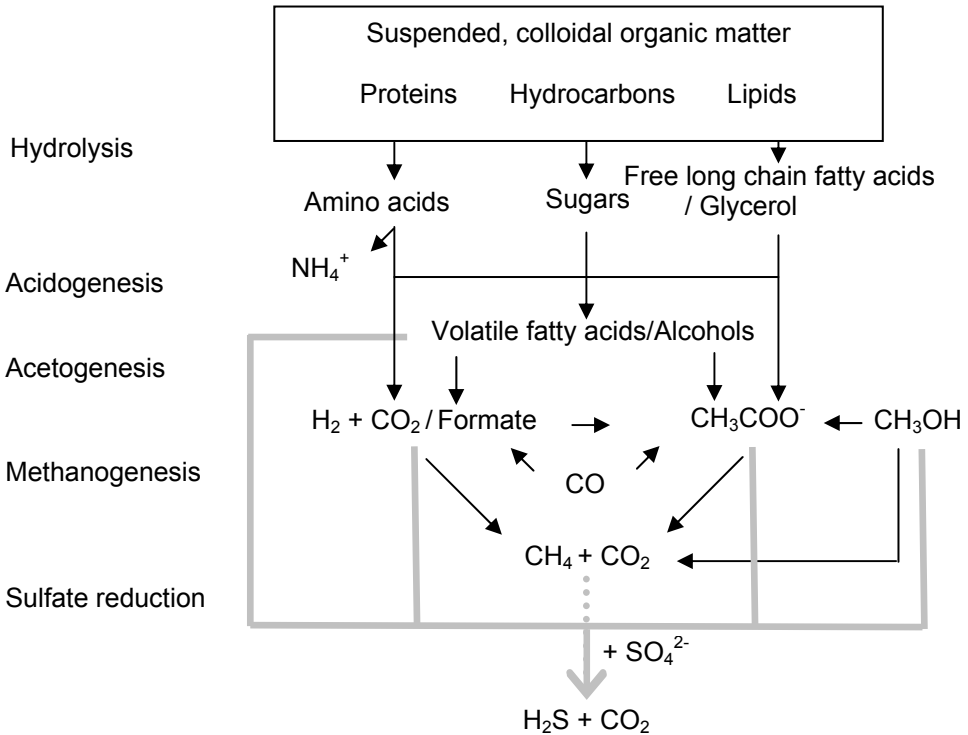 Suspended, colloidal organic matter
Proteins Hydrocarbons Lipids
Hydrolysis
Free long chain fatty acids
/ Glycerol
Amino acids
Sugars
NH₄⁺
Acidogenesis
Volatile fatty acids/Alcohols
Acetogenesis
H₂ + CO₂ / Formate
CH₃COO⁻
CH₃OH
Methanogenesis
CO
CH₄ + CO₂
Sulfate reduction
+ SO₄²⁻
H₂S + CO₂